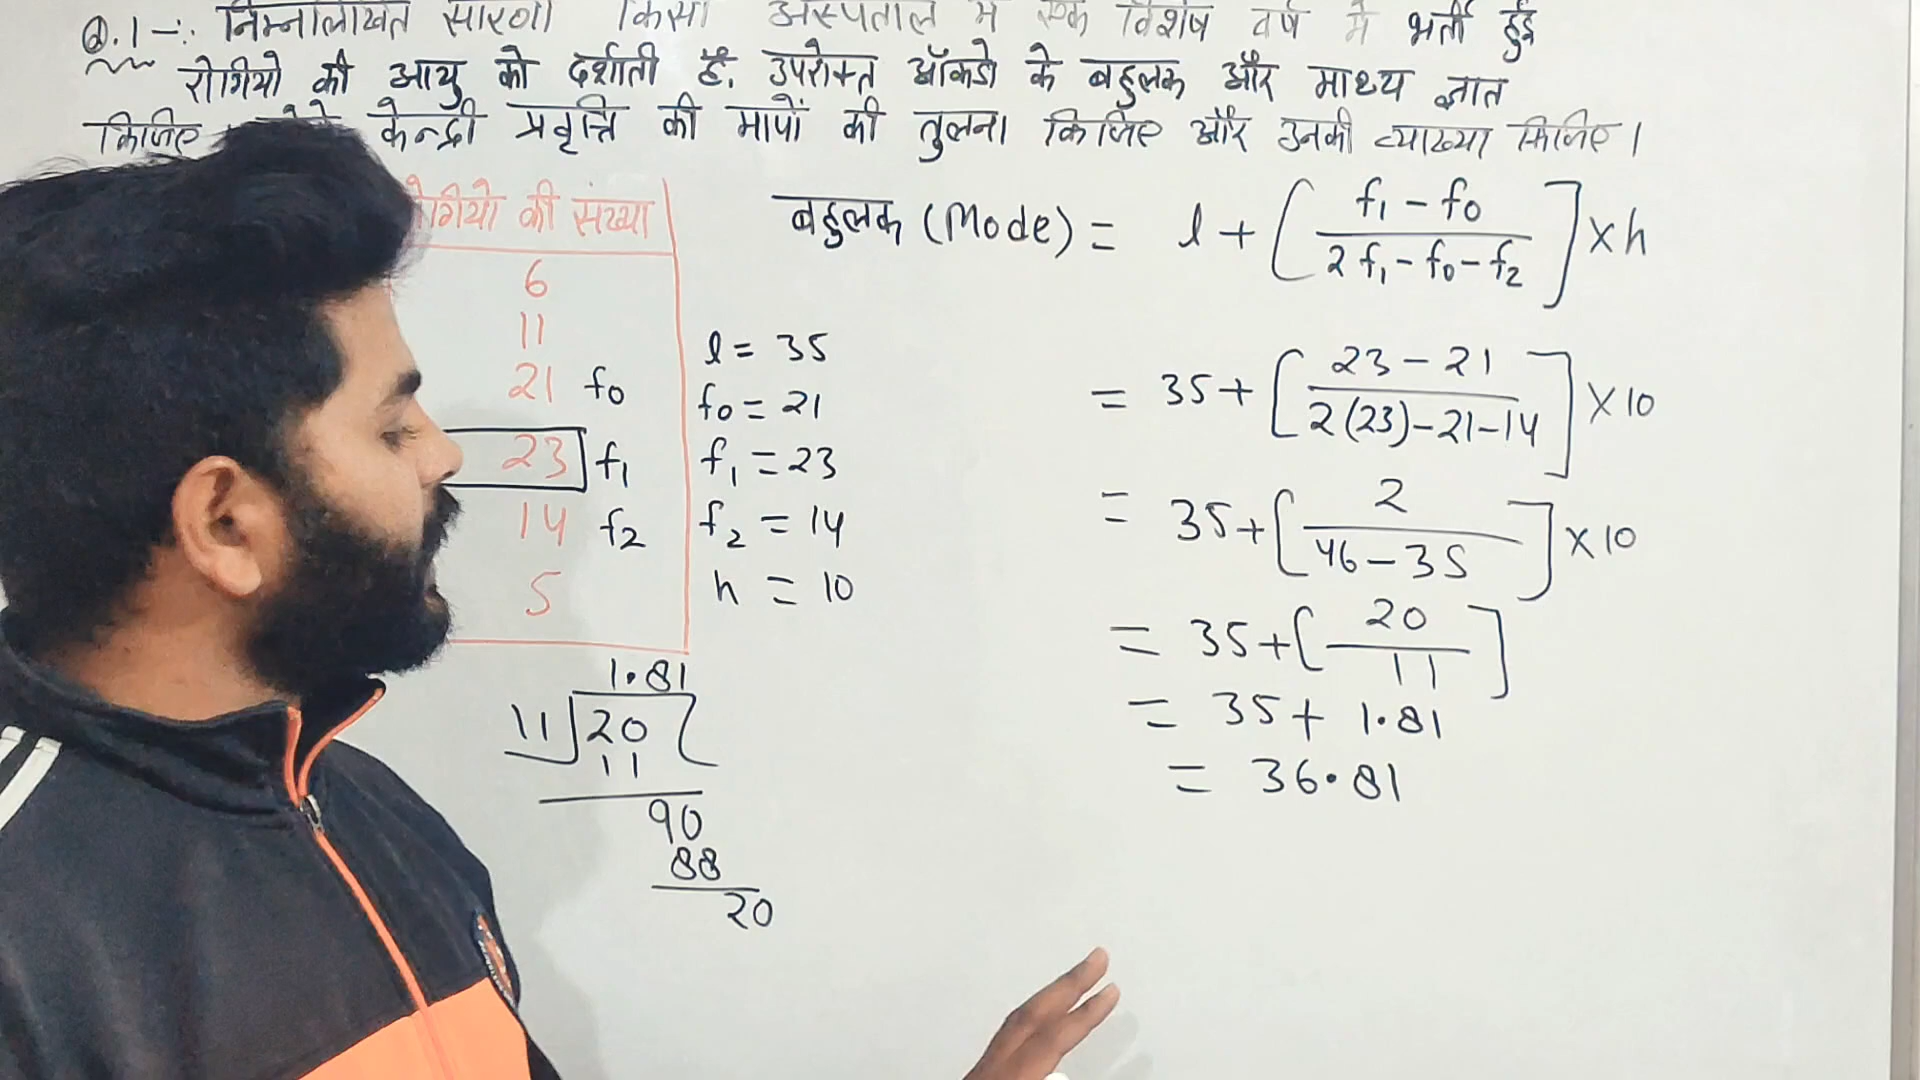 Q.1-: निम्नलिखित सारणी किसी अस्पताल में एक विशेष वर्ष में भर्ती हुई
रोगियो की आयु को दर्शाती है. उपरोक्त ऑकडो के बहुलक और माध्य ज्ञात
किजिए केन्द्री प्रवृत्ति की मापों की तुलना किजिए और उनकी व्याख्या किजिए।
की संख्या
6
11
21 f0
23 f1
14 f2
5
l = 35
f0 = 21
f1 = 23
f2 = 14
h = 10
बहुलक (Mode) = l + [ (f1 - f0) / (2f1 - f0 - f2) ] × h
= 35 + [ (23 - 21) / (2(23) - 21 - 14) ] × 10
= 35 + [ 2 / (46 - 35) ] × 10
= 35 + [ 20 / 11 ]
= 35 + 1.81
= 36.81
1.81
11 20
11
90
88
20